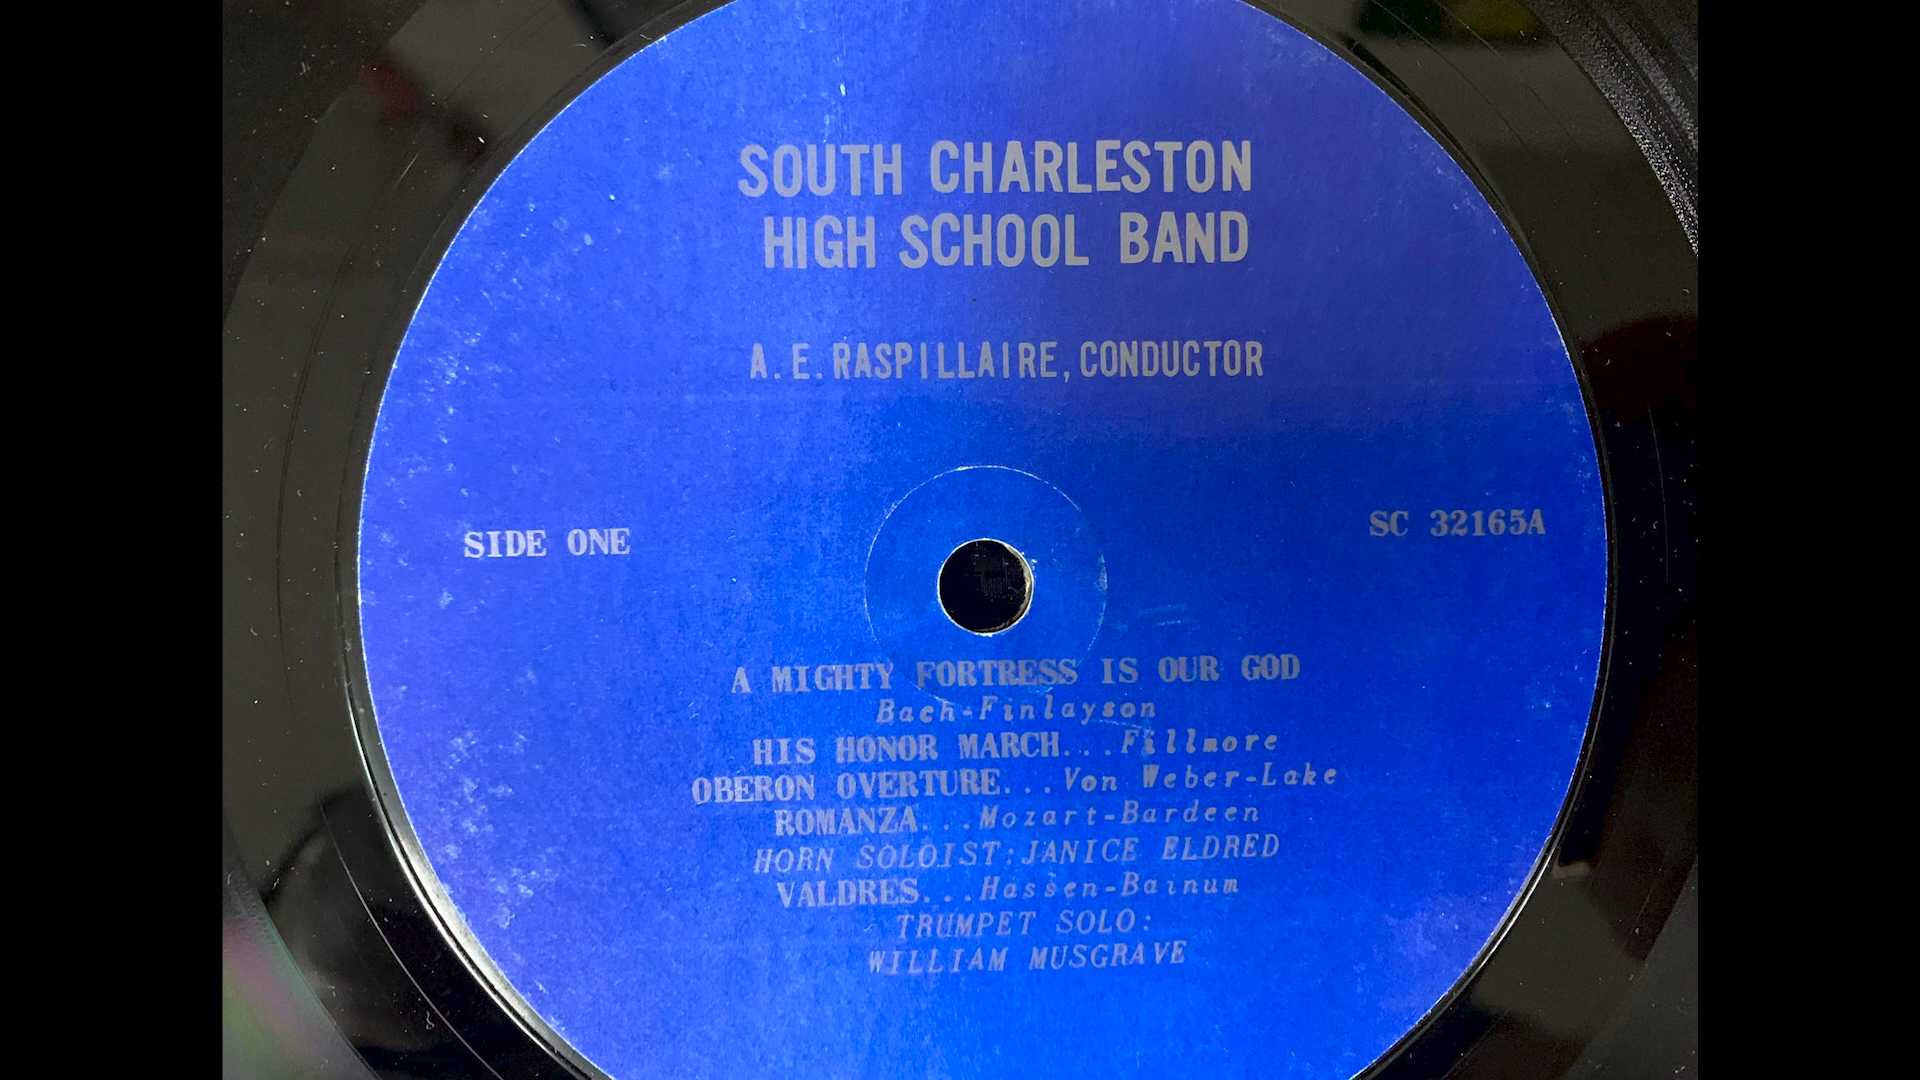 SOUTH CHARLESTON
HIGH SCHOOL BAND
A. E. RASPILLAIRE, CONDUCTOR
SIDE ONE
SC 32165A
A MIGHTY FORTRESS IS OUR GOD
Bach-Finlayson
HIS HONOR MARCH...Fillmore
OBERON OVERTURE...Von Weber-Lake
ROMANZA...Mozart-Bardeen
HORN SOLOIST:JANICE ELDRED
VALDRES...Hassen-Bainum
TRUMPET SOLO:
WILLIAM MUSGRAVE